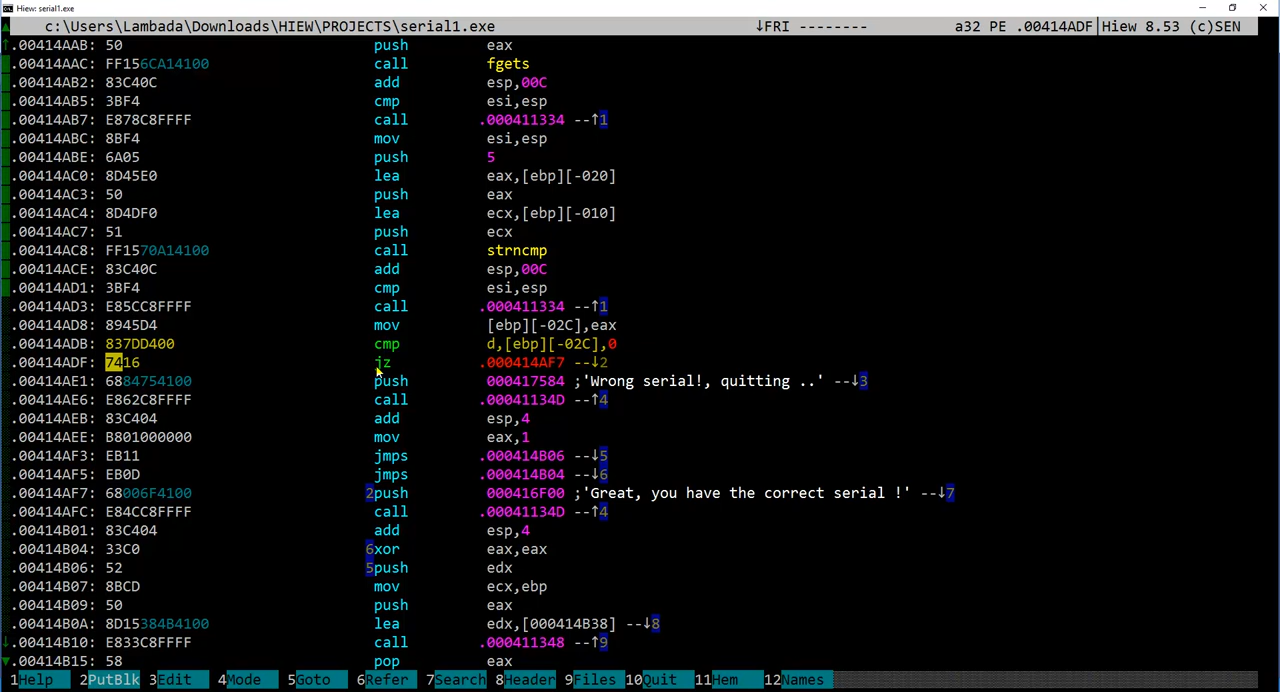 Hiew: serial1.exe
c:\Users\Lambada\Downloads\HIEW\PROJECTS\serial1.exe ↓FRI -------- a32 PE .00414ADF│Hiew 8.53 (c)SEN
.00414AAB: 50 push eax
.00414AAC: FF156CA14100 call fgets
.00414AB2: 83C40C add esp,00C
.00414AB5: 3BF4 cmp esi,esp
.00414AB7: E878C8FFFF call .000411334 --↑1
.00414ABC: 8BF4 mov esi,esp
.00414ABE: 6A05 push 5
.00414AC0: 8D45E0 lea eax,[ebp][-020]
.00414AC3: 50 push eax
.00414AC4: 8D4DF0 lea ecx,[ebp][-010]
.00414AC7: 51 push ecx
.00414AC8: FF1570A14100 call strncmp
.00414ACE: 83C40C add esp,00C
.00414AD1: 3BF4 cmp esi,esp
.00414AD3: E85CC8FFFF call .000411334 --↑1
.00414AD8: 8945D4 mov [ebp][-02C],eax
.00414ADB: 837DD400 cmp d,[ebp][-02C],0
.00414ADF: 7416 jz .000414AF7 --↓2
.00414AE1: 6884754100 push 000417584 ;'Wrong serial!, quitting ..' --↓3
.00414AE6: E862C8FFFF call .00041134D --↑4
.00414AEB: 83C404 add esp,4
.00414AEE: B801000000 mov eax,1
.00414AF3: EB11 jmps .000414B06 --↓5
.00414AF5: EB0D jmps .000414B04 --↓6
.00414AF7: 68006F4100 2push 000416F00 ;'Great, you have the correct serial !' --↓7
.00414AFC: E84CC8FFFF call .00041134D --↑4
.00414B01: 83C404 add esp,4
.00414B04: 33C0 6xor eax,eax
.00414B06: 52 5push edx
.00414B07: 8BCD mov ecx,ebp
.00414B09: 50 push eax
.00414B0A: 8D15384B4100 lea edx,[000414B38] --↓8
.00414B10: E833C8FFFF call .000411348 --↑9
.00414B15: 58 pop eax
1Help 2PutBlk 3Edit 4Mode 5Goto 6Refer 7Search 8Header 9Files 10Quit 11Hem 12Names